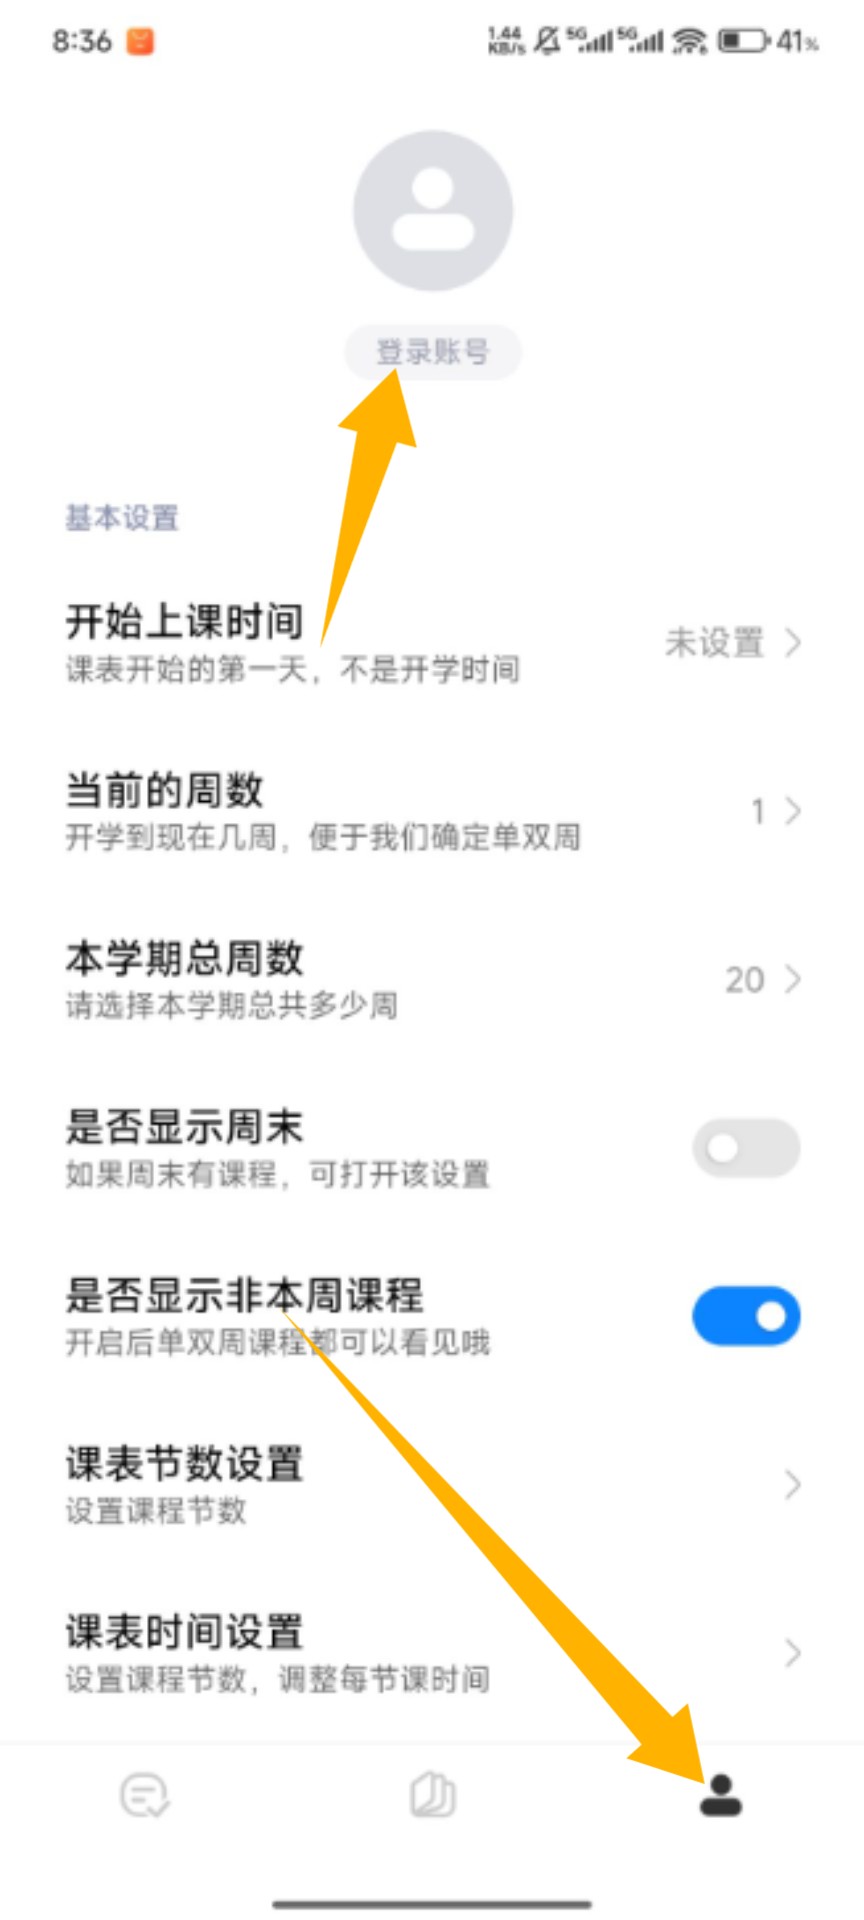 8:36
1.44 KB/s 5G 5G 41%
登录账号
基本设置
开始上课时间
课表开始的第一天，不是开学时间
未设置
当前的周数
开学到现在几周，便于我们确定单双周
1
本学期总周数
请选择本学期总共多少周
20
是否显示周末
如果周末有课程，可打开该设置
是否显示非本周课程
开启后单双周课程都可以看见哦
课表节数设置
设置课程节数
课表时间设置
设置课程节数，调整每节课时间